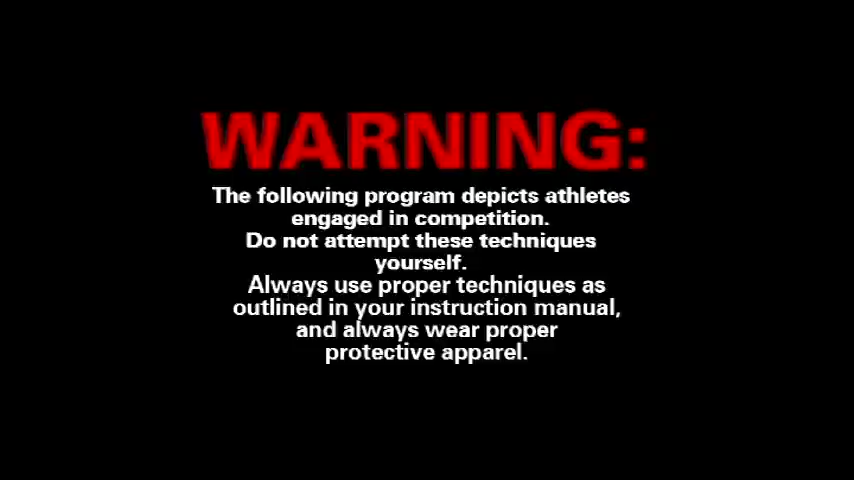 WARNING:
The following program depicts athletes
engaged in competition.
Do not attempt these techniques
yourself.
Always use proper techniques as
outlined in your instruction manual,
and always wear proper
protective apparel.